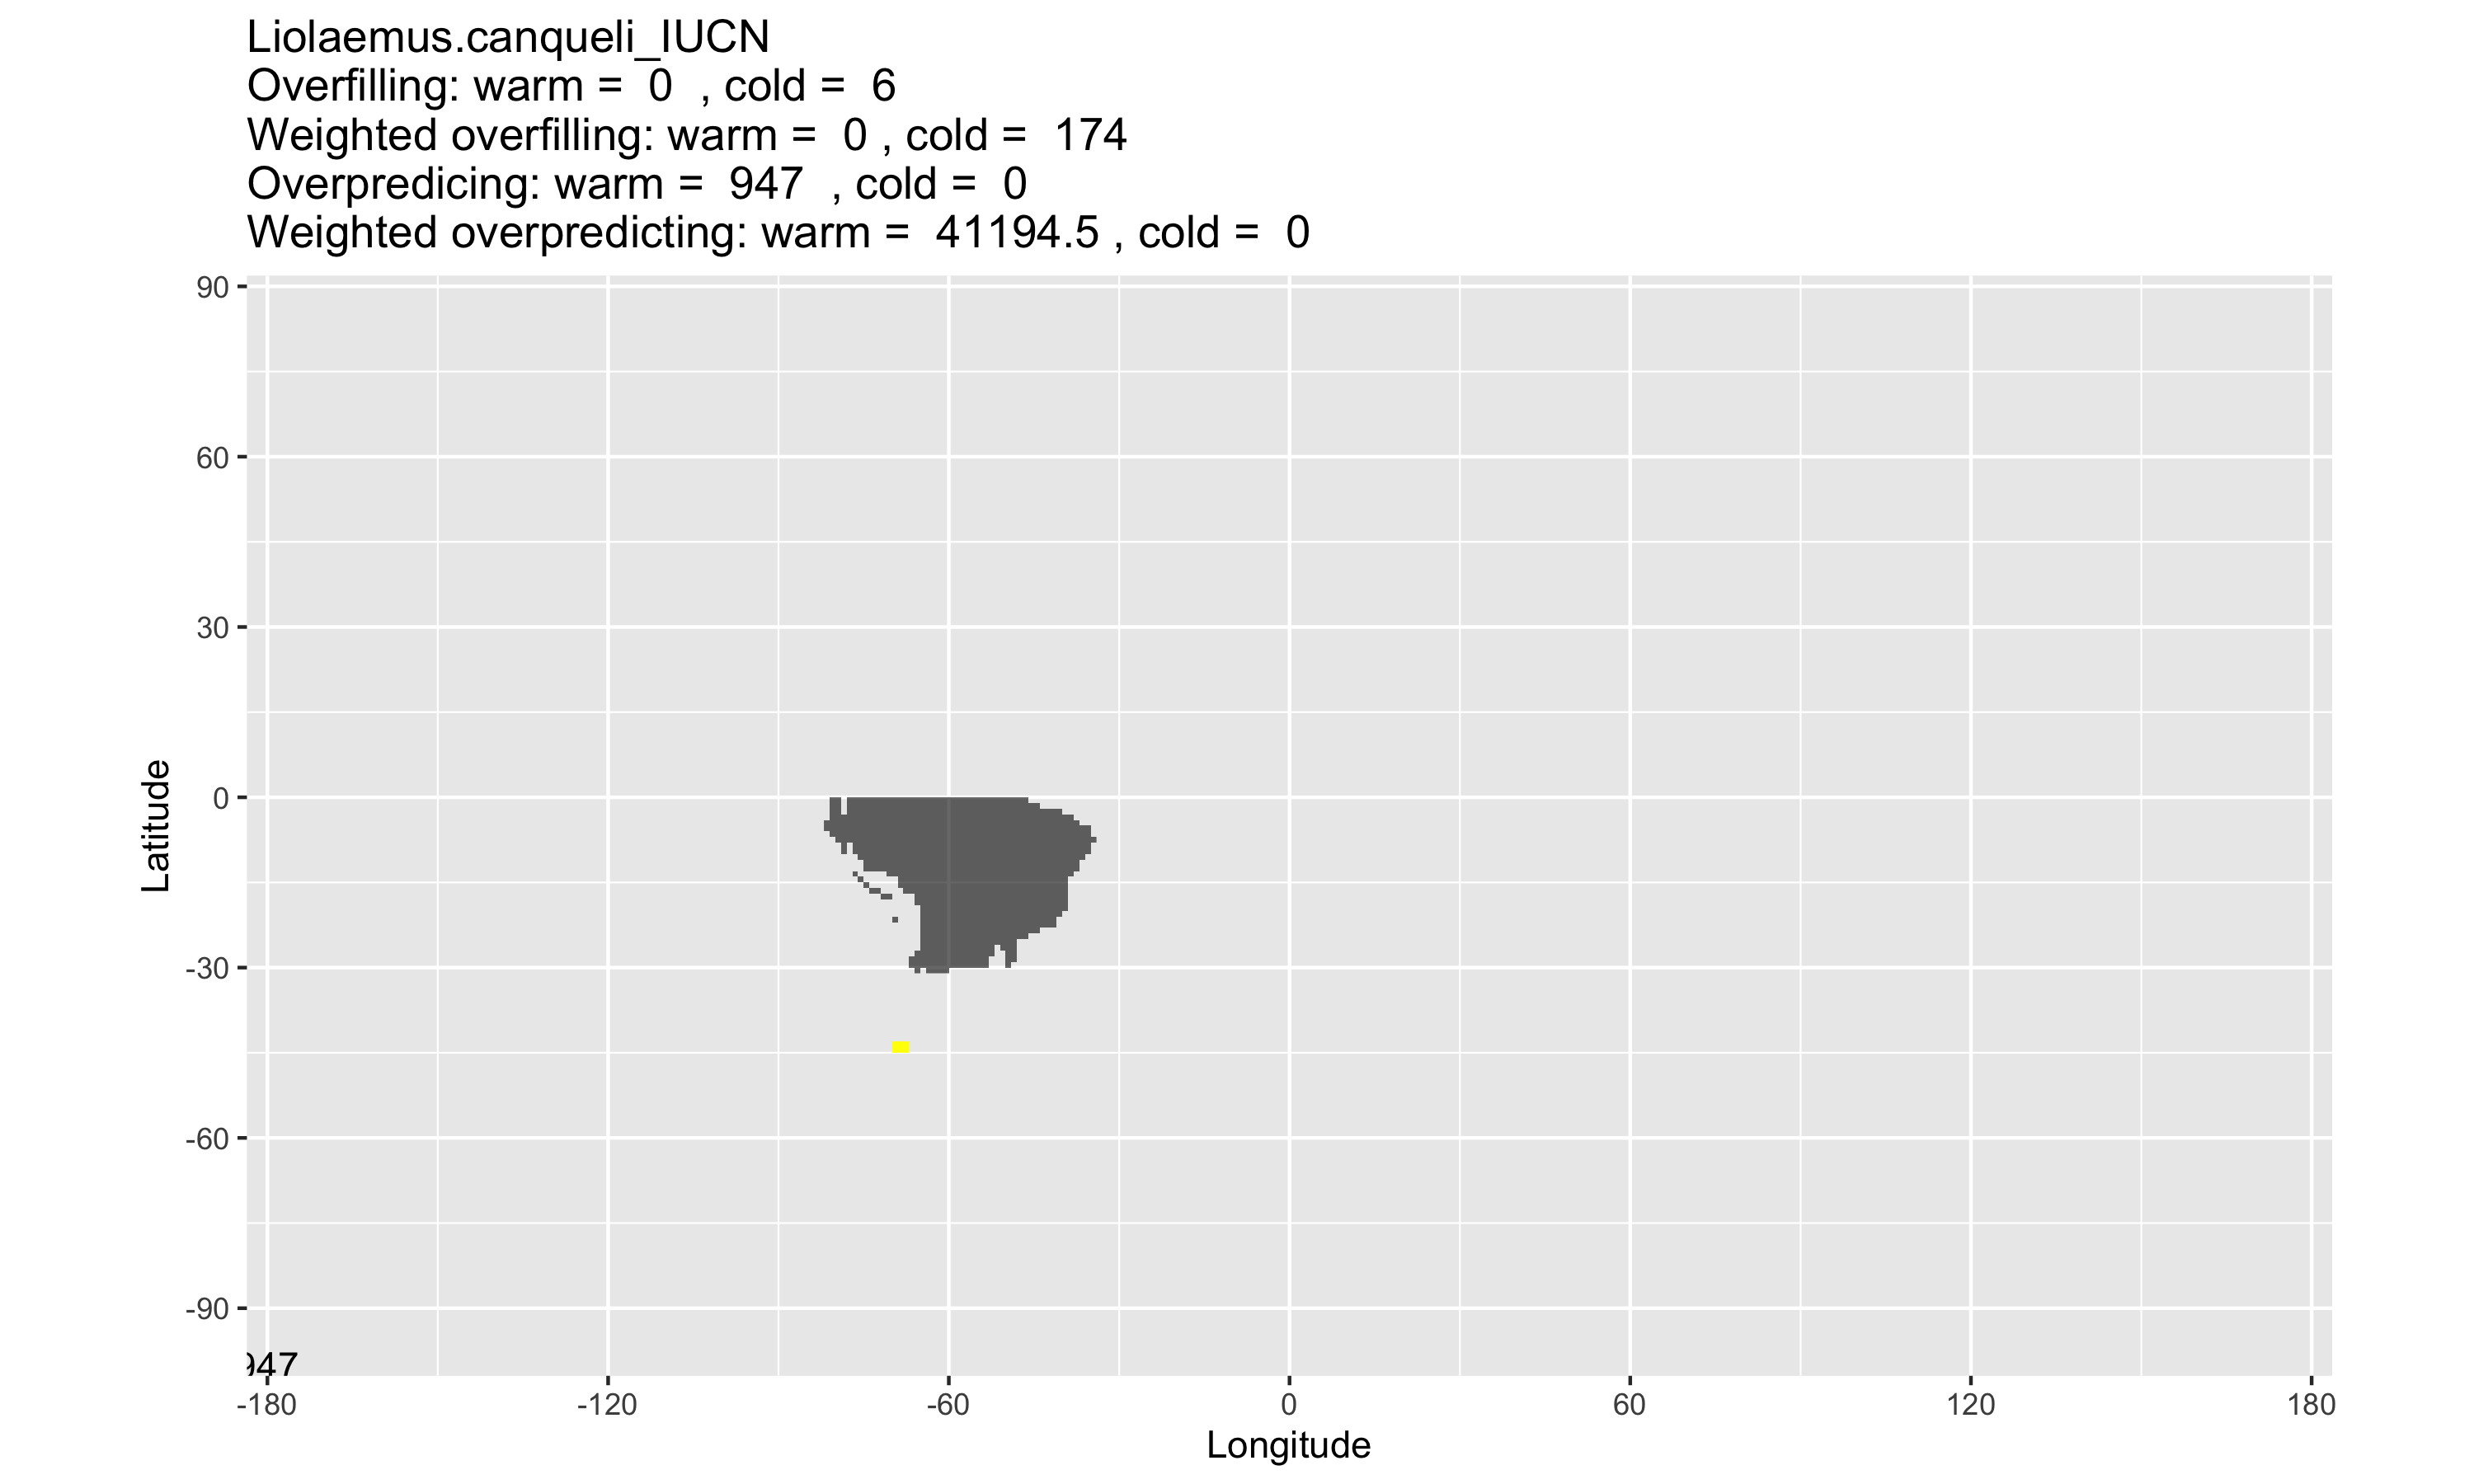 Liolaemus.canqueli_IUCN
Overfilling: warm = 0 , cold = 6
Weighted overfilling: warm = 0 , cold = 174
Overpredicing: warm = 947 , cold = 0
Weighted overpredicting: warm = 41194.5 , cold = 0
90
60
30
0
-30
-60
-90
Latitude
947
-180
-120
-60
0
60
120
180
Longitude